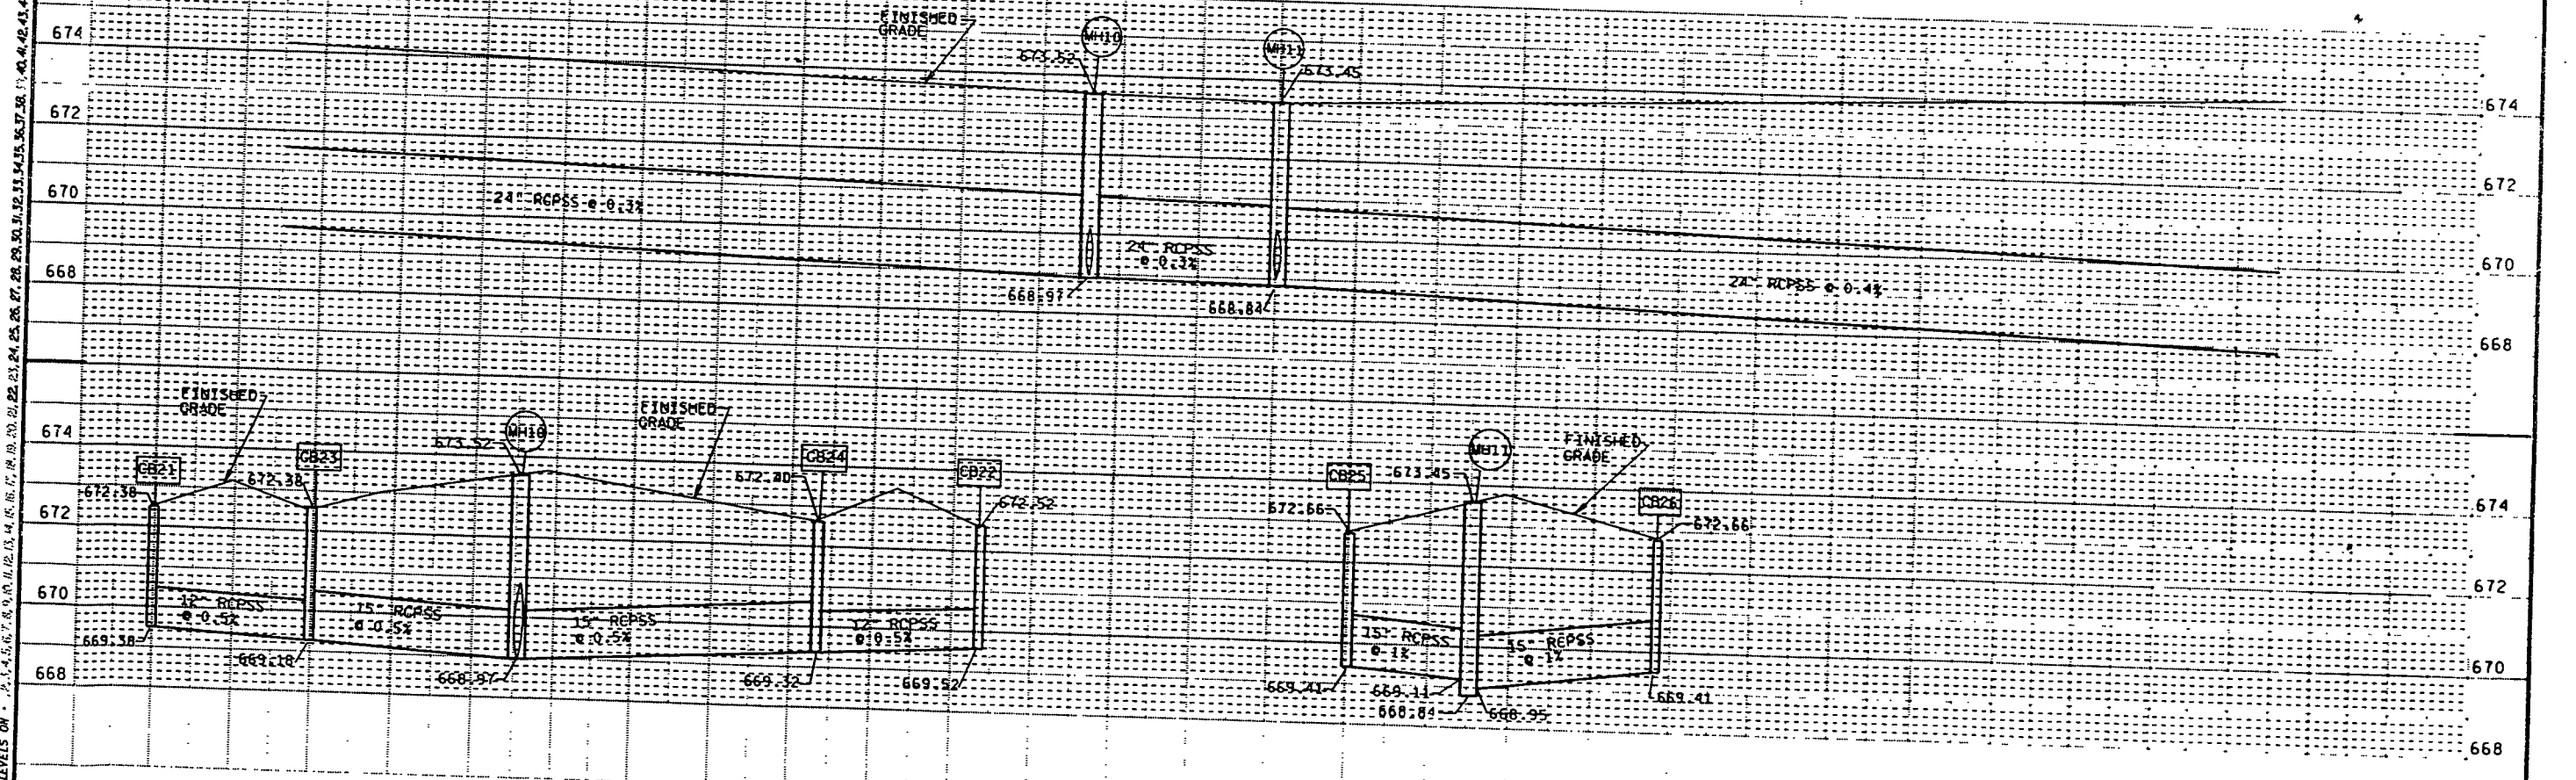 FINISHED
GRADE
MH10
MH11
673.52
673.45
674
672
670
668
674
672
670
668
24" RCPSS @ 0.3%
24" RCPSS
@ 0.3%
24" RCPSS @ 0.4%
668.97
668.84
FINISHED
GRADE
FINISHED
GRADE
FINISHED
GRADE
674
672
670
668
CB21
CB23
MH10
CB24
CB22
CB25
MH11
CB26
672.38
672.38
673.52
672.40
672.52
672.66
673.45
672.66
12" RCPSS
@ 0.5%
15" RCPSS
@ 0.5%
15" RCPSS
@ 0.5%
12" RCPSS
@ 0.5%
15" RCPSS
@ 1%
15" RCPSS
@ 1%
669.38
669.18
668.97
669.32
669.52
669.41
669.11
668.84
668.95
669.41
674
672
670
668
LEVELS ON